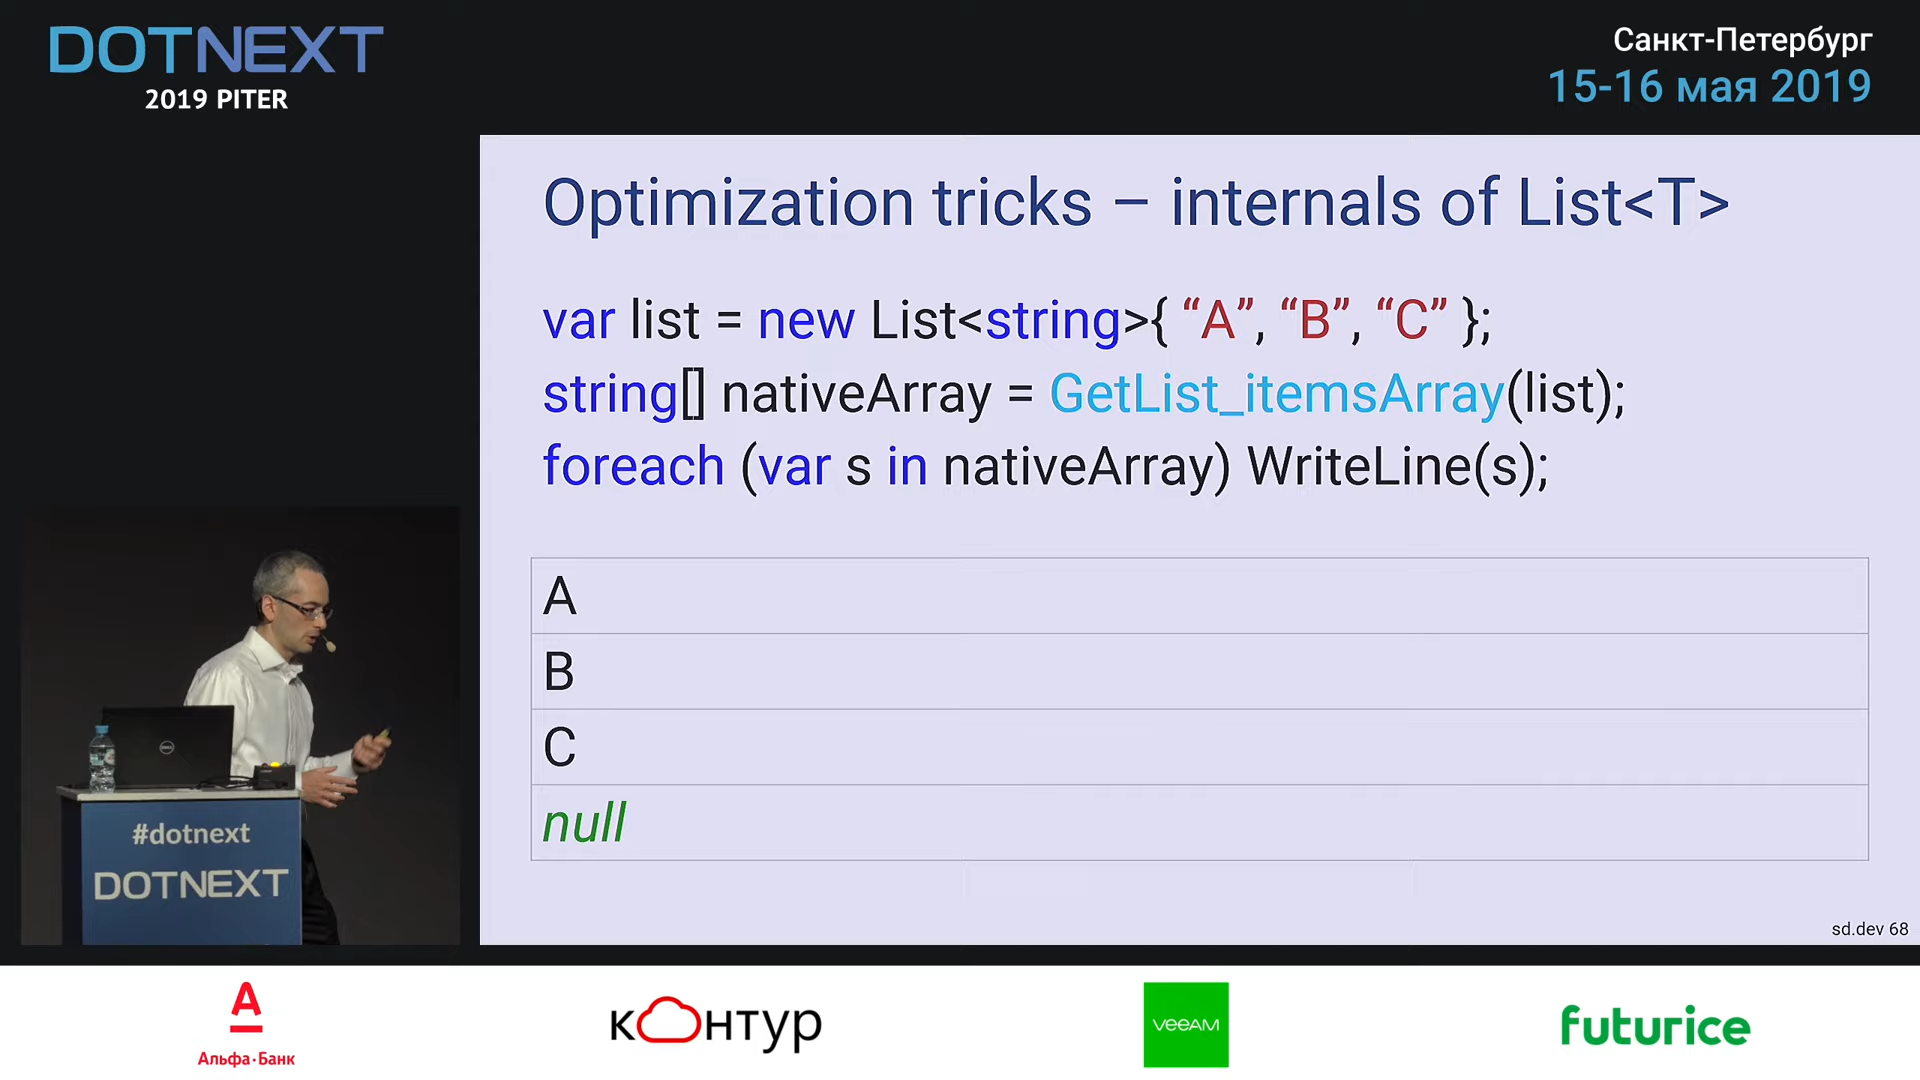 DOTNEXT
2019 PITER
Санкт-Петербург
15-16 мая 2019
Optimization tricks – internals of List<T>
var list = new List<string>{ “A”, “B”, “C” };
string[] nativeArray = GetList_itemsArray(list);
foreach (var s in nativeArray) WriteLine(s);
A
B
C
null
sd.dev 68
DELL
#dotnext
DOTNEXT
А
Альфа·Банк
контур
veeAM
futurice